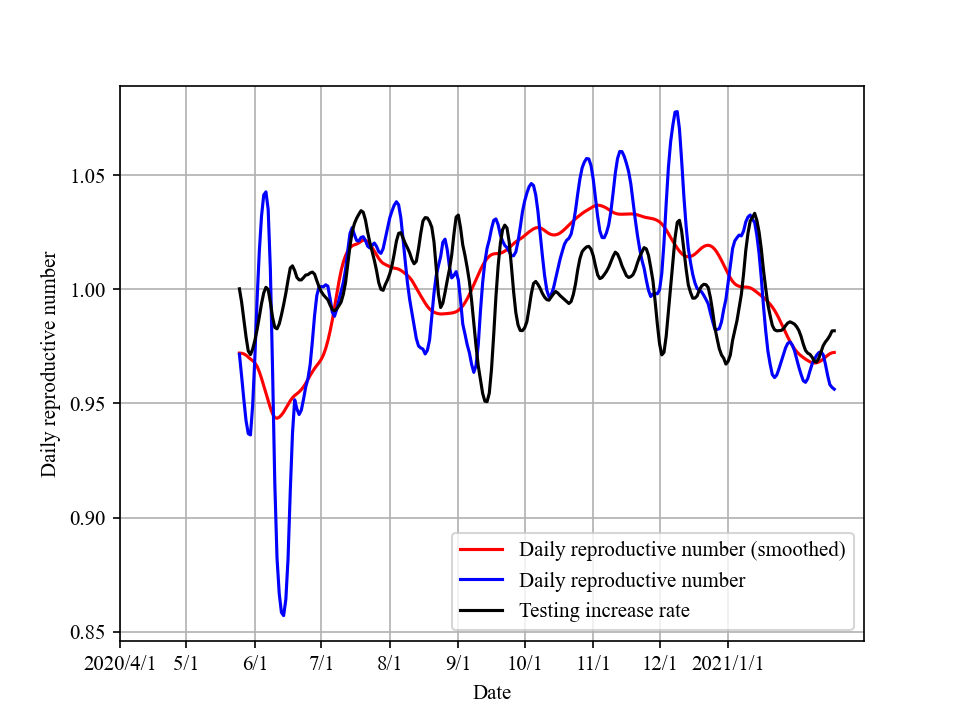 Daily reproductive number
1.05
1.00
0.95
0.90
0.85
Daily reproductive number (smoothed)
Daily reproductive number
Testing increase rate
2020/4/1 5/1 6/1 7/1 8/1 9/1 10/1 11/1 12/1 2021/1/1
Date